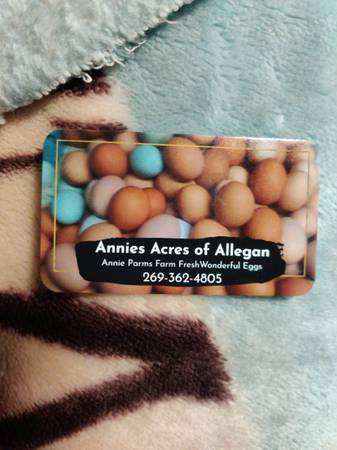 Annies Acres of Allegan
Annie Parms Farm FreshWonderful Eggs
269-362-4805